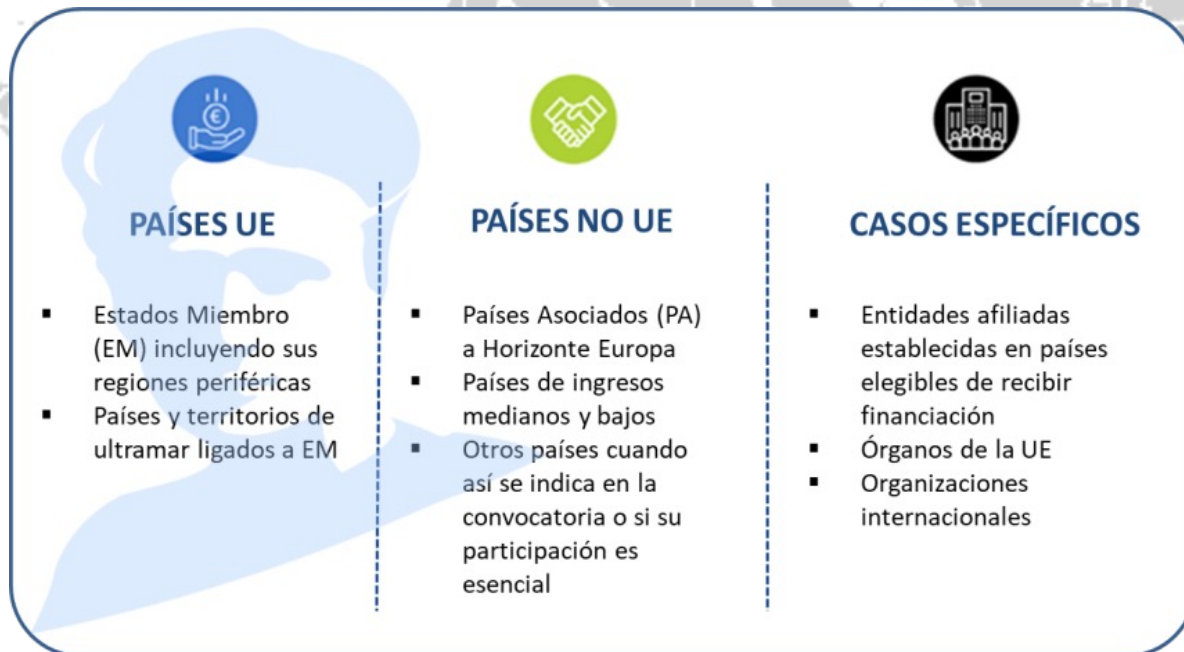 PAÍSES UE
▪ Estados Miembro
(EM) incluyendo sus
regiones periféricas
▪ Países y territorios de
ultramar ligados a EM
PAÍSES NO UE
▪ Países Asociados (PA)
a Horizonte Europa
▪ Países de ingresos
medianos y bajos
▪ Otros países cuando
así se indica en la
convocatoria o si su
participación es
esencial
CASOS ESPECÍFICOS
▪ Entidades afiliadas
establecidas en países
elegibles de recibir
financiación
▪ Órganos de la UE
▪ Organizaciones
internacionales